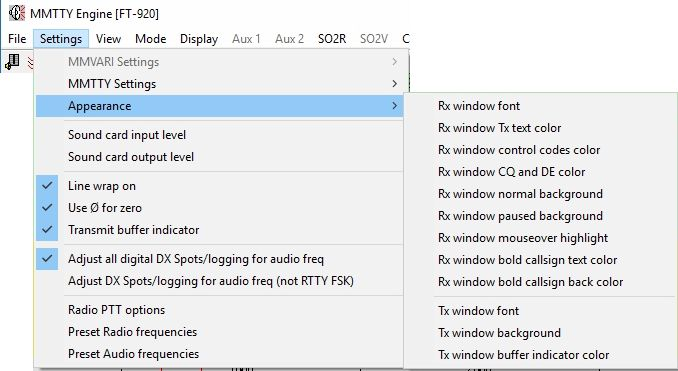 MMTTY Engine [FT-920]
File Settings View Mode Display Aux 1 Aux 2 SO2R SO2V C
MMVARI Settings
MMTTY Settings
Appearance
Sound card input level
Sound card output level
Line wrap on
Use Ø for zero
Transmit buffer indicator
Adjust all digital DX Spots/logging for audio freq
Adjust DX Spots/logging for audio freq (not RTTY FSK)
Radio PTT options
Preset Radio frequencies
Preset Audio frequencies
Rx window font
Rx window Tx text color
Rx window control codes color
Rx window CQ and DE color
Rx window normal background
Rx window paused background
Rx window mouseover highlight
Rx window bold callsign text color
Rx window bold callsign back color
Tx window font
Tx window background
Tx window buffer indicator color